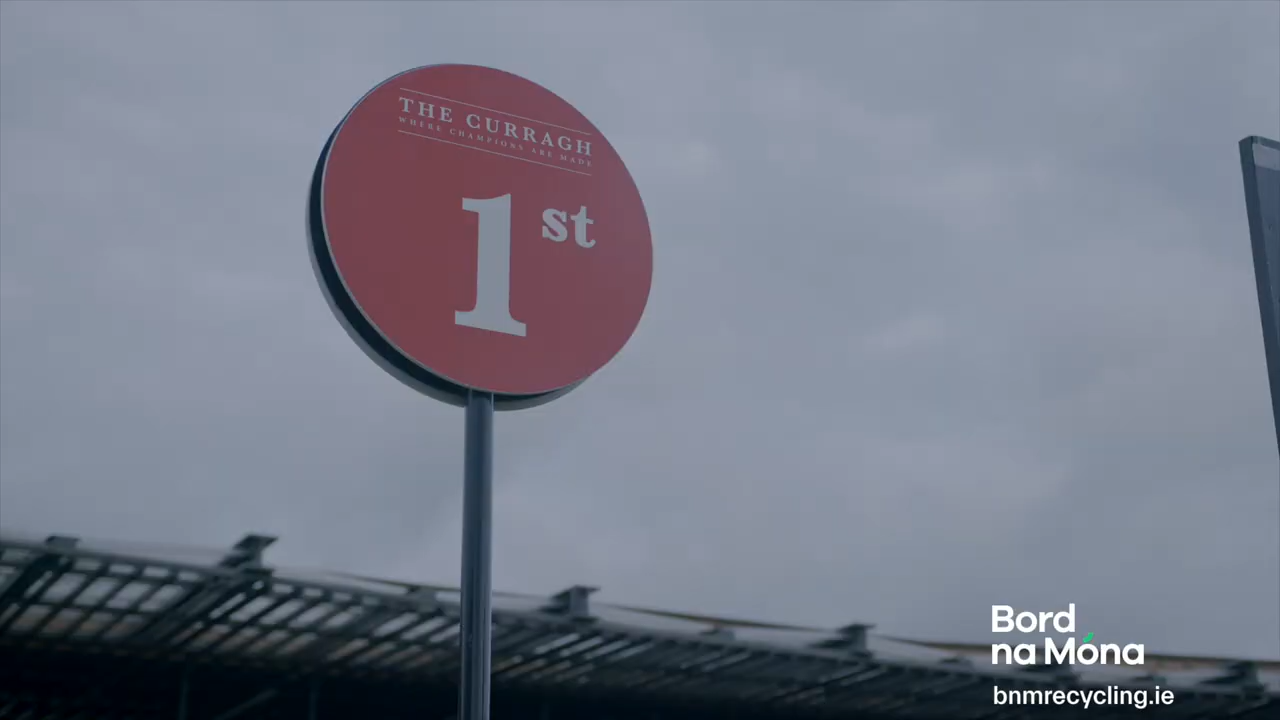 THE CURRAGH
WHERE CHAMPIONS ARE MADE
1st
Bord
na Móna
bnmrecycling.ie